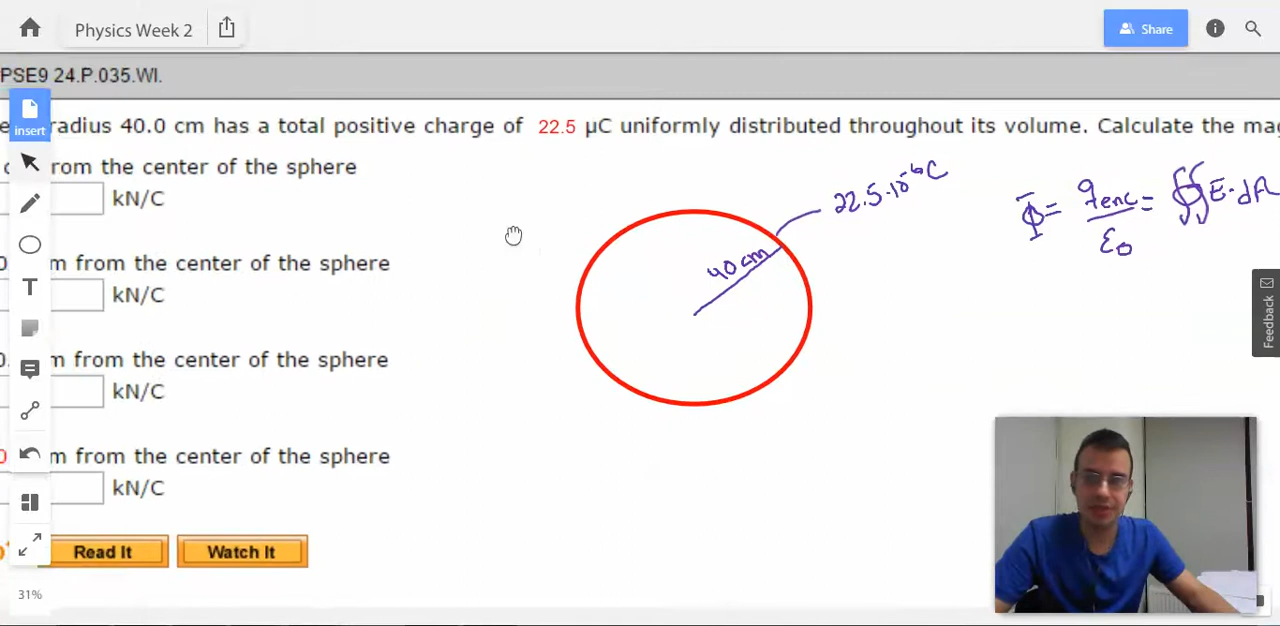 Physics Week 2
Share
PSE9 24.P.035.WI.
insert
radius 40.0 cm has a total positive charge of 22.5 µC uniformly distributed throughout its volume. Calculate the
from the center of the sphere
kN/C
m from the center of the sphere
kN/C
m from the center of the sphere
kN/C
m from the center of the sphere
kN/C
Read It
Watch It
31%
40 cm
22.5·10⁻⁶C
Φ = qenc/ε0 = ∯ E·dA
Feedback